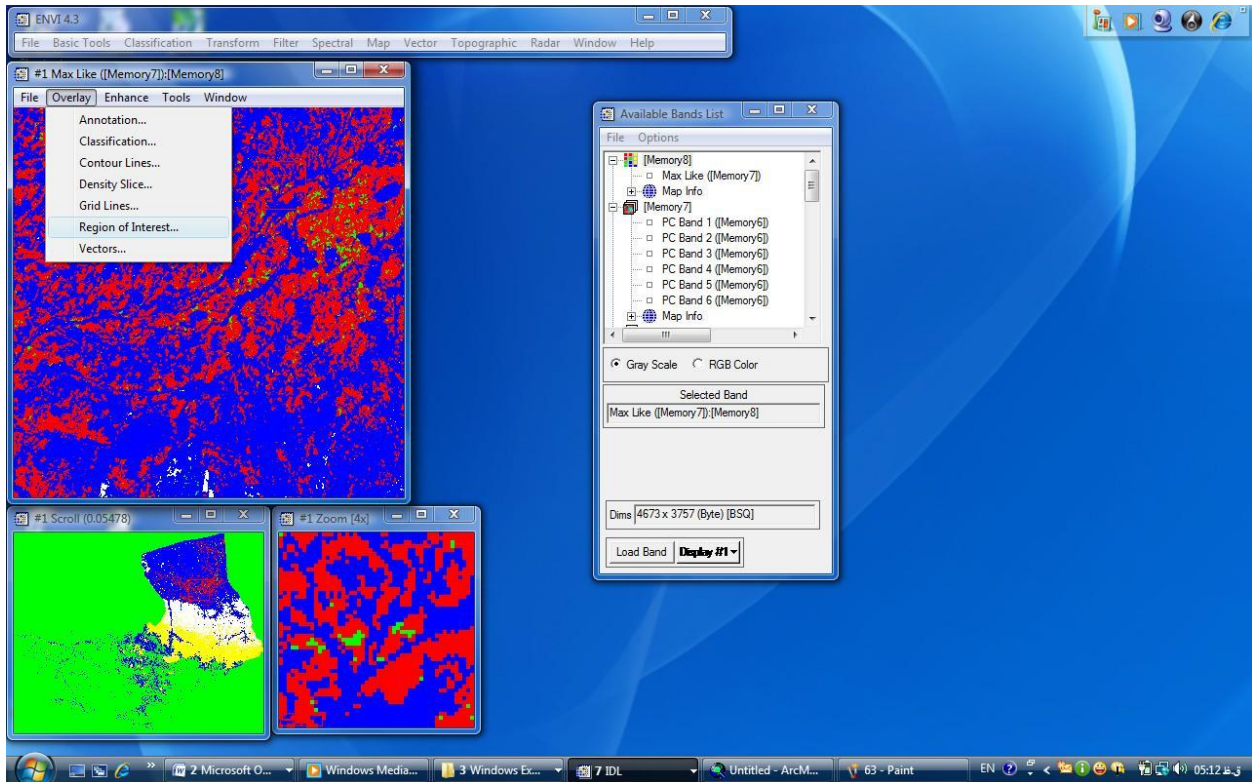 ENVI 4.3
File Basic Tools Classification Transform Filter Spectral Map Vector Topographic Radar Window Help
#1 Max Like ([Memory7]):[Memory8]
File Overlay Enhance Tools Window
Annotation...
Classification...
Contour Lines...
Density Slice...
Grid Lines...
Region of Interest...
Vectors...
Available Bands List
File Options
[Memory8]
Max Like ([Memory7])
Map Info
[Memory7]
PC Band 1 ([Memory6])
PC Band 2 ([Memory6])
PC Band 3 ([Memory6])
PC Band 4 ([Memory6])
PC Band 5 ([Memory6])
PC Band 6 ([Memory6])
Map Info
Gray Scale RGB Color
Selected Band
Max Like ([Memory7]):[Memory8]
Dims 4673 x 3757 (Byte) [BSQ]
Load Band Display #1
#1 Scroll (0.05478)
#1 Zoom [4x]
2 Microsoft O... Windows Media... 3 Windows Ex... 7 IDL Untitled - ArcM... 63 - Paint EN 05:12 ق.ظ